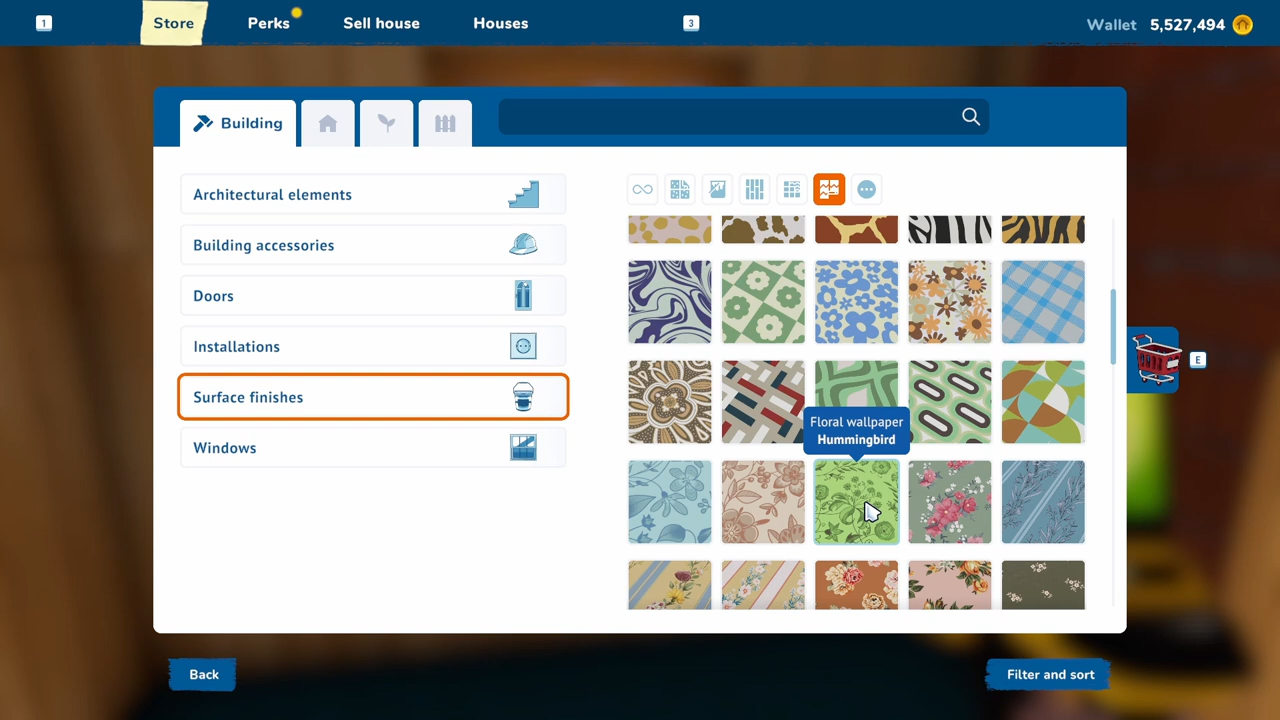 1
Store
Perks
Sell house
Houses
3
Wallet 5,527,494
Building
Architectural elements
Building accessories
Doors
Installations
Surface finishes
Windows
Floral wallpaper
Hummingbird
E
Back
Filter and sort